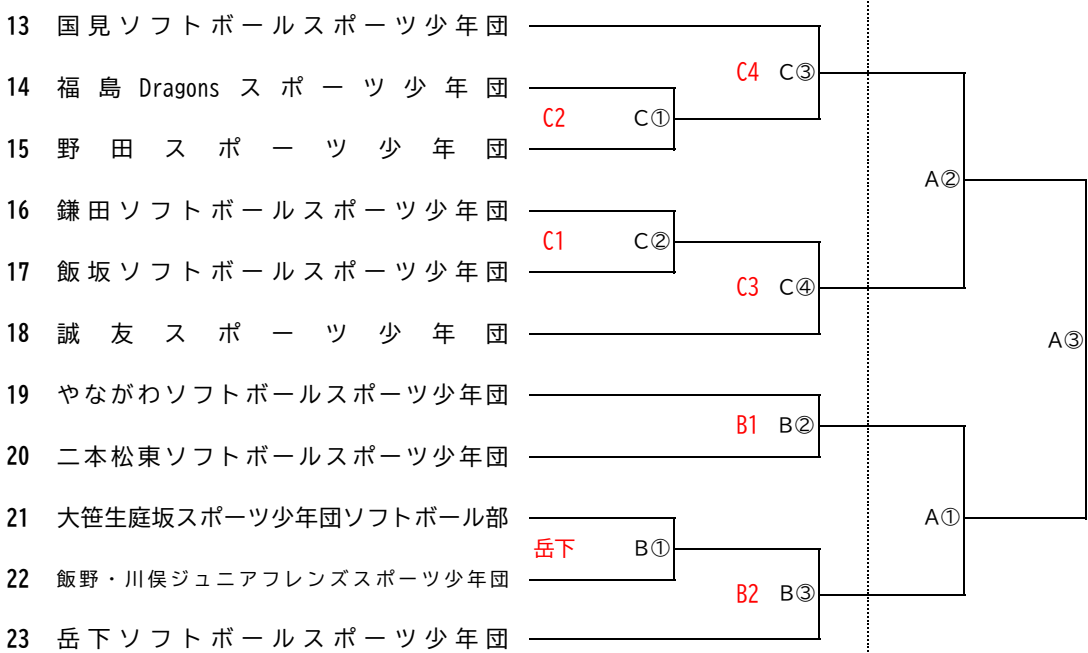 13 国見ソフトボールスポーツ少年団
C4 C③
14 福島Dragonsスポーツ少年団
C2 C①
15 野田スポーツ少年団
A②
16 鎌田ソフトボールスポーツ少年団
C1 C②
17 飯坂ソフトボールスポーツ少年団
C3 C④
18 誠友スポーツ少年団
A③
19 やながわソフトボールスポーツ少年団
B1 B②
20 二本松東ソフトボールスポーツ少年団
21 大笹生庭坂スポーツ少年団ソフトボール部
A①
岳下 B①
22 飯野・川俣ジュニアフレンズスポーツ少年団
B2 B③
23 岳下ソフトボールスポーツ少年団